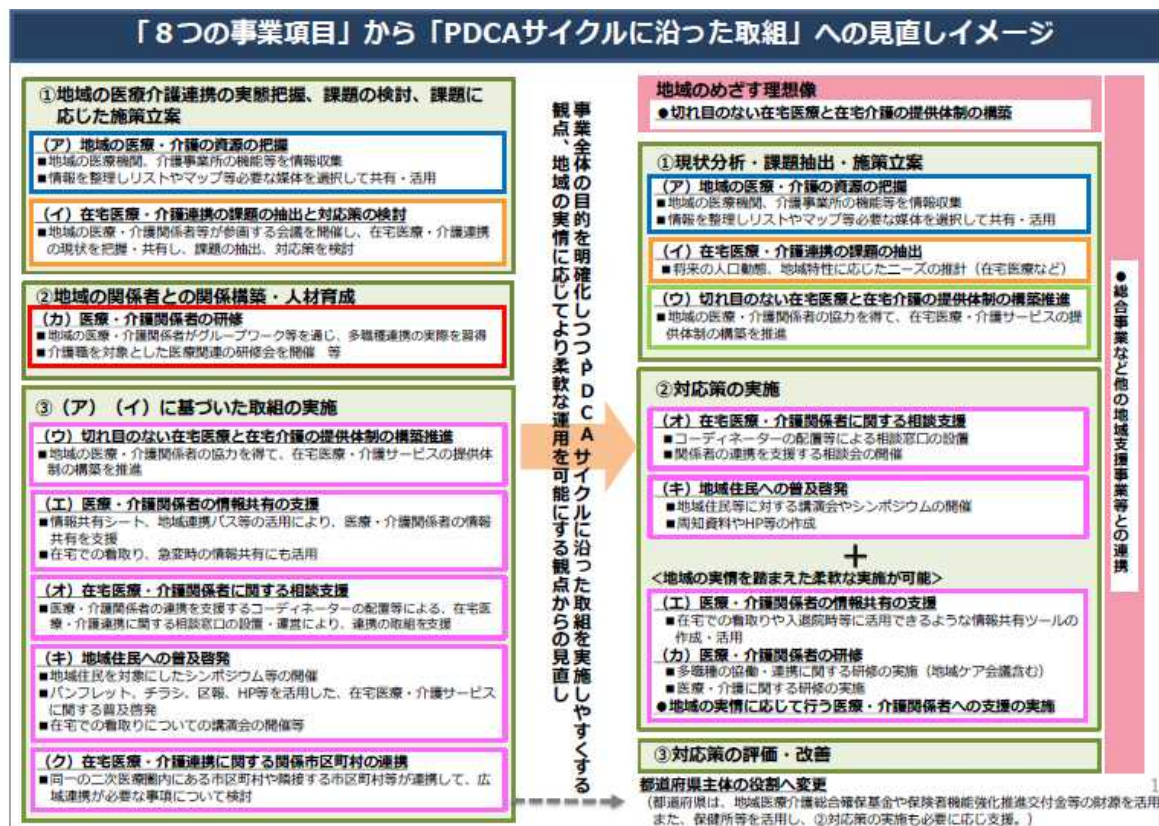 「８つの事業項目」から「PDCAサイクルに沿った取組」への見直しイメージ
①地域の医療介護連携の実態把握、課題の検討、課題に
応じた施策立案
（ア）地域の医療・介護の資源の把握
■地域の医療機関、介護事業所の機能等を情報収集
■情報を整理しリストやマップ等必要な媒体を選択して共有・活用
（イ）在宅医療・介護連携の課題の抽出と対応策の検討
■地域の医療・介護関係者等が参画する会議を開催し、在宅医療・介護連携
の現状を把握・共有し、課題の抽出、対応策を検討
②地域の関係者との関係構築・人材育成
（カ）医療・介護関係者の研修
■地域の医療・介護関係者がグループワーク等を通じ、多職種連携の実際を習得
■介護職を対象とした医療関連の研修会を開催　等
③（ア）（イ）に基づいた取組の実施
（ウ）切れ目のない在宅医療と在宅介護の提供体制の構築推進
■地域の医療・介護関係者の協力を得て、在宅医療・介護サービスの提供体
制の構築を推進
（エ）医療・介護関係者の情報共有の支援
■情報共有シート、地域連携パス等の活用により、医療・介護関係者の情報
共有を支援
■在宅での看取り、急変時の情報共有にも活用
（オ）在宅医療・介護関係者に関する相談支援
■医療・介護関係者の連携を支援するコーディネーターの配置等による、在宅医
療・介護連携に関する相談窓口の設置・運営により、連携の取組を支援
（キ）地域住民への普及啓発
■地域住民を対象にしたシンポジウム等の開催
■パンフレット、チラシ、区報、HP等を活用した、在宅医療・介護サービス
に関する普及啓発
■在宅での看取りについての講演会の開催等
（ク）在宅医療・介護連携に関する関係市区町村の連携
■同一の二次医療圏内にある市区町村や隣接する市区町村等が連携して、広
域連携が必要な事項について検討
事業全体の目的を明確化しつつPDCAサイクルに沿った取組を実施しやすくする
観点、地域の実情に応じてより柔軟な運用を可能にする観点からの見直し
地域のめざす理想像
●切れ目のない在宅医療と在宅介護の提供体制の構築
①現状分析・課題抽出・施策立案
（ア）地域の医療・介護の資源の把握
■地域の医療機関、介護事業所の機能等を情報収集
■情報を整理しリストやマップ等必要な媒体を選択して共有・活用
（イ）在宅医療・介護連携の課題の抽出
■将来の人口動態、地域特性に応じたニーズの推計（在宅医療など）
（ウ）切れ目のない在宅医療と在宅介護の提供体制の構築推進
■地域の医療・介護関係者の協力を得て、在宅医療・介護サービスの提
供体制の構築を推進
②対応策の実施
（オ）在宅医療・介護関係者に関する相談支援
■コーディネーターの配置等による相談窓口の設置
■関係者の連携を支援する相談会の開催
（キ）地域住民への普及啓発
■地域住民等に対する講演会やシンポジウムの開催
■周知資料やHP等の作成
＋
＜地域の実情を踏まえた柔軟な実施が可能＞
（エ）医療・介護関係者の情報共有の支援
■在宅での看取りや入退院時等に活用できるような情報共有ツールの
作成・活用
（カ）医療・介護関係者の研修
■多職種の協働・連携に関する研修の実施（地域ケア会議含む）
■医療・介護に関する研修の実施
●地域の実情に応じて行う医療・介護関係者への支援の実施
③対応策の評価・改善
●総合事業など他の地域支援事業等との連携
都道府県主体の役割へ変更
（都道府県は、地域医療介護総合確保基金や保険者機能強化推進交付金等の財源を活用
また、保健所等を活用し、②対応策の実施も必要に応じ支援。）
1